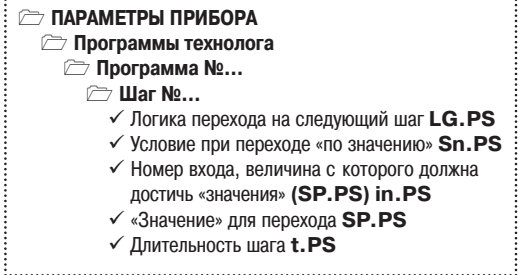 ПАРАМЕТРЫ ПРИБОРА
Программы технолога
Программа №...
Шаг №...
✓ Логика перехода на следующий шаг LG.PS
✓ Условие при переходе «по значению» Sn.PS
✓ Номер входа, величина с которого должна
достичь «значения» (SP.PS) in.PS
✓ «Значение» для перехода SP.PS
✓ Длительность шага t.PS